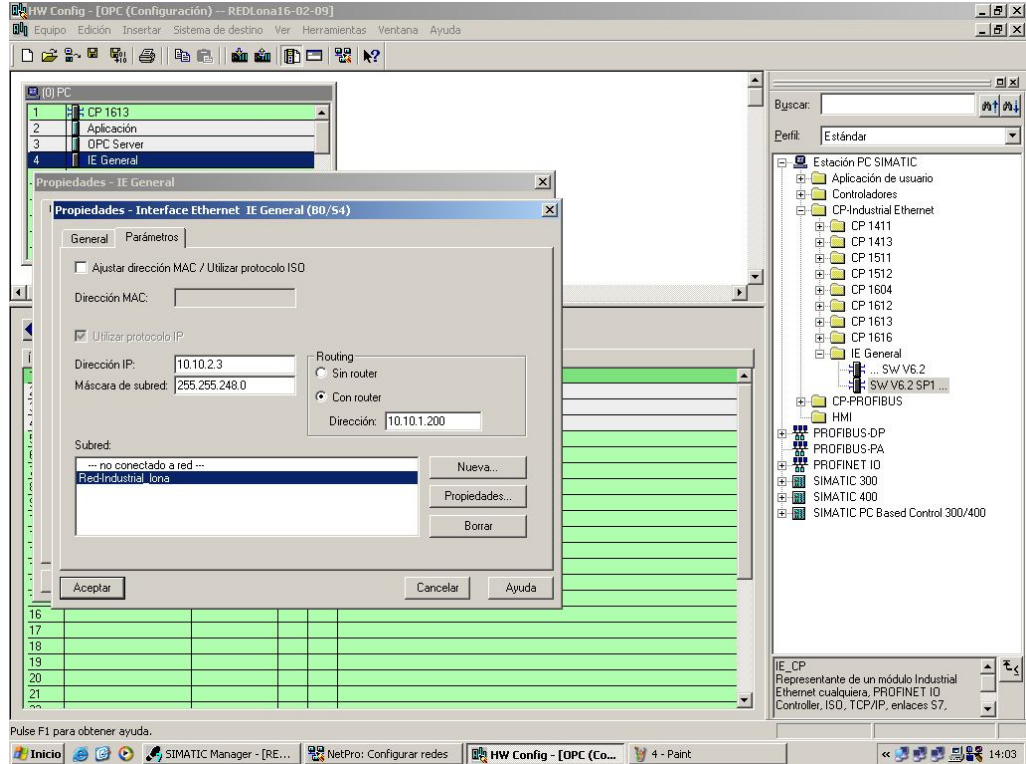 HW Config - [OPC (Configuración) -- REDLona16-02-09]
Equipo Edición Insertar Sistema de destino Ver Herramientas Ventana Ayuda
(0) PC
1 CP 1613
2 Aplicación
3 OPC Server
4 IE General
Propiedades - IE General
Propiedades - Interface Ethernet IE General (B0/S4)
General Parámetros
Ajustar dirección MAC / Utilizar protocolo ISO
Dirección MAC:
Utilizar protocolo IP
Dirección IP: 10.10.2.3
Máscara de subred: 255.255.248.0
Routing
Sin router
Con router
Dirección: 10.10.1.200
Subred:
--- no conectado a red ---
Red-Industrial_lona
Nueva...
Propiedades...
Borrar
Aceptar Cancelar Ayuda
16
17
18
19
20
21
Buscar:
Perfil: Estándar
Estación PC SIMATIC
Aplicación de usuario
Controladores
CP-Industrial Ethernet
CP 1411
CP 1413
CP 1511
CP 1512
CP 1604
CP 1612
CP 1613
CP 1616
IE General
... SW V6.2
SW V6.2 SP1 ...
CP-PROFIBUS
HMI
PROFIBUS-DP
PROFIBUS-PA
PROFINET IO
SIMATIC 300
SIMATIC 400
SIMATIC PC Based Control 300/400
IE_CP
Representante de un módulo Industrial
Ethernet cualquiera, PROFINET IO
Controller, ISO, TCP/IP, enlaces S7,
Pulse F1 para obtener ayuda.
Inicio SIMATIC Manager - [RE... NetPro: Configurar redes HW Config - [OPC (Co... 4 - Paint 14:03